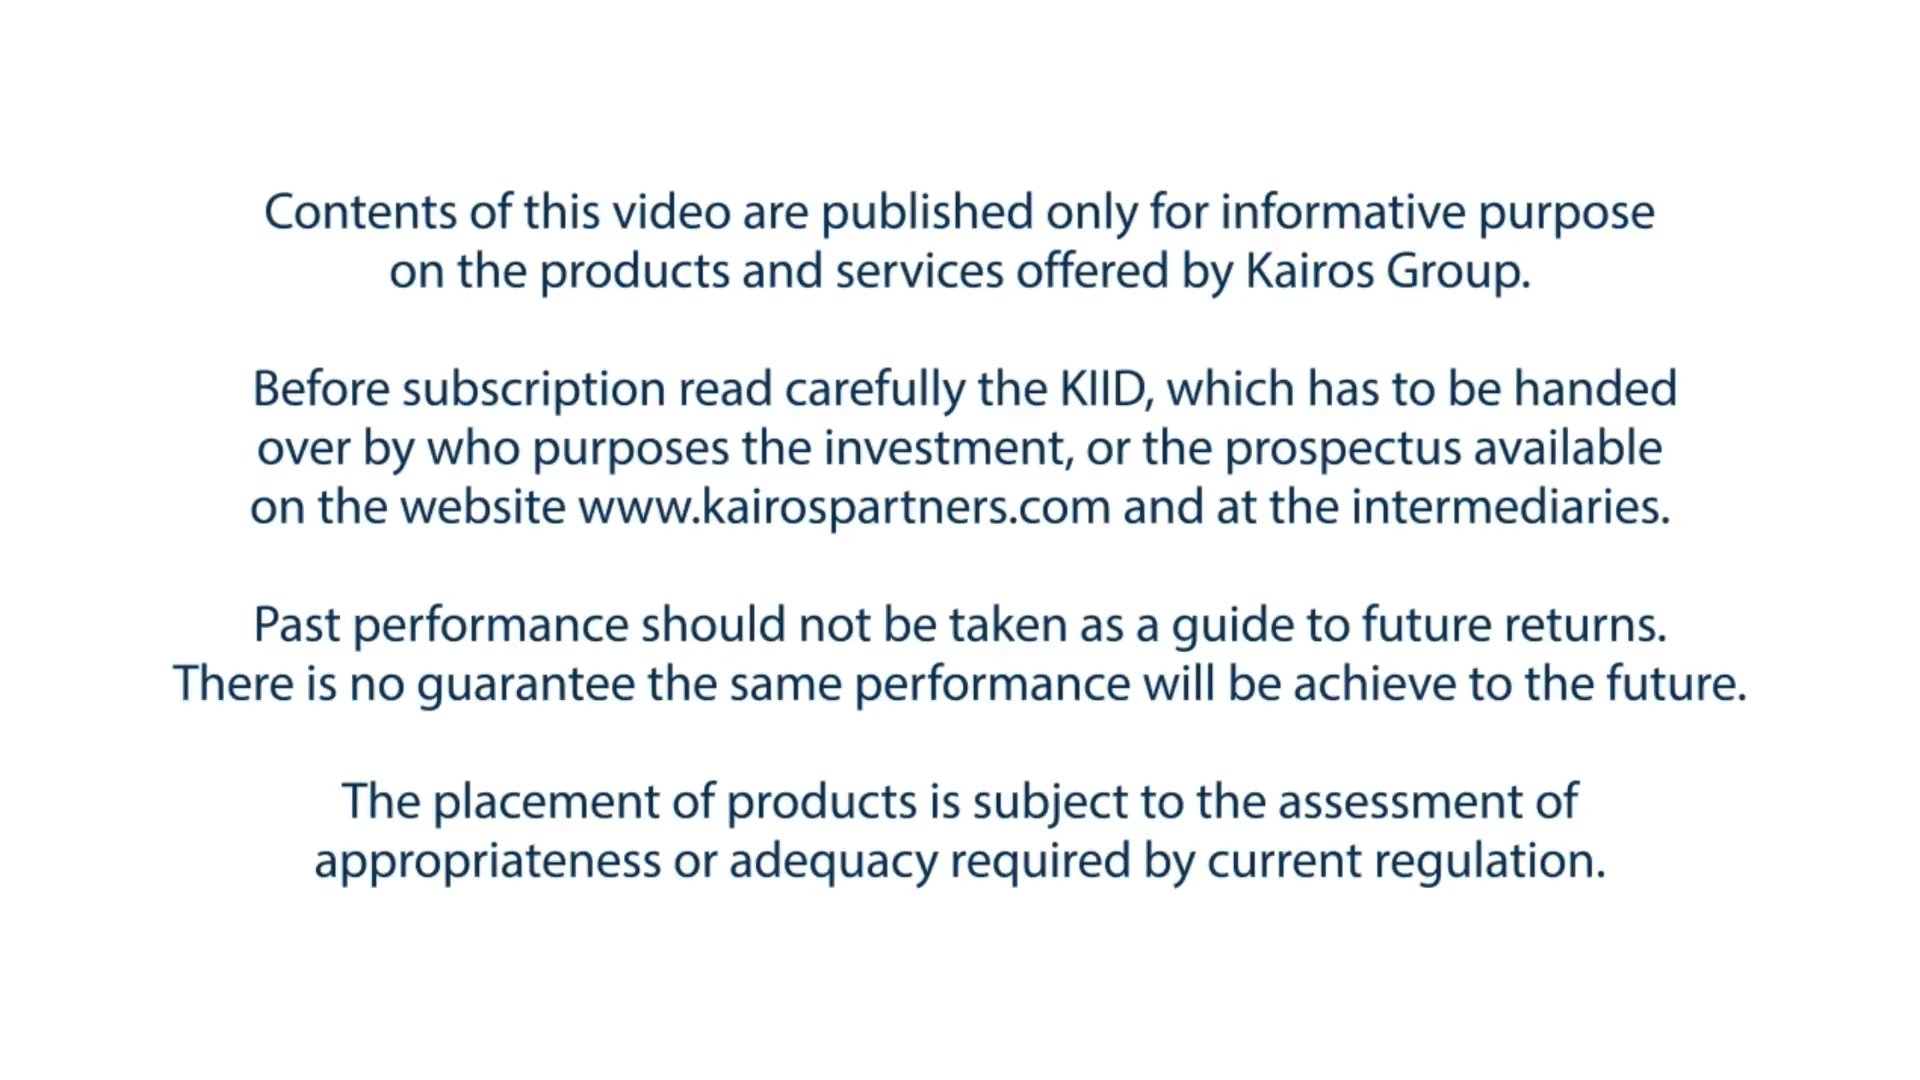 Contents of this video are published only for informative purpose
on the products and services offered by Kairos Group.
Before subscription read carefully the KIID, which has to be handed
over by who purposes the investment, or the prospectus available
on the website www.kairospartners.com and at the intermediaries.
Past performance should not be taken as a guide to future returns.
There is no guarantee the same performance will be achieve to the future.
The placement of products is subject to the assessment of
appropriateness or adequacy required by current regulation.